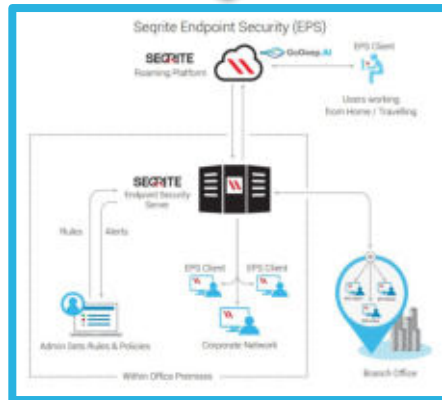 Seqrite Endpoint Security (EPS)
SEQRITE
Roaming Platform
GoDeep.AI
EPS Client
Users working
from Home / Travelling
SEQRITE
Endpoint Security
Server
Rules
Alerts
EPS Client
EPS Client
Admin Sets Rules & Policies
Corporate Network
Branch Office
Within Office Premises